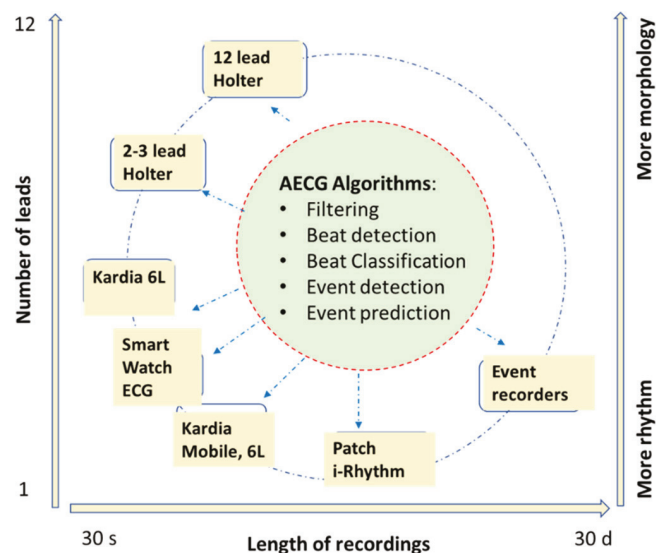 12
Number of leads
1
12 lead
Holter
2-3 lead
Holter
Kardia 6L
Smart
Watch
ECG
Kardia
Mobile, 6L
Patch
i-Rhythm
Event
recorders
AECG Algorithms:
• Filtering
• Beat detection
• Beat Classification
• Event detection
• Event prediction
More morphology
More rhythm
30 s
Length of recordings
30 d